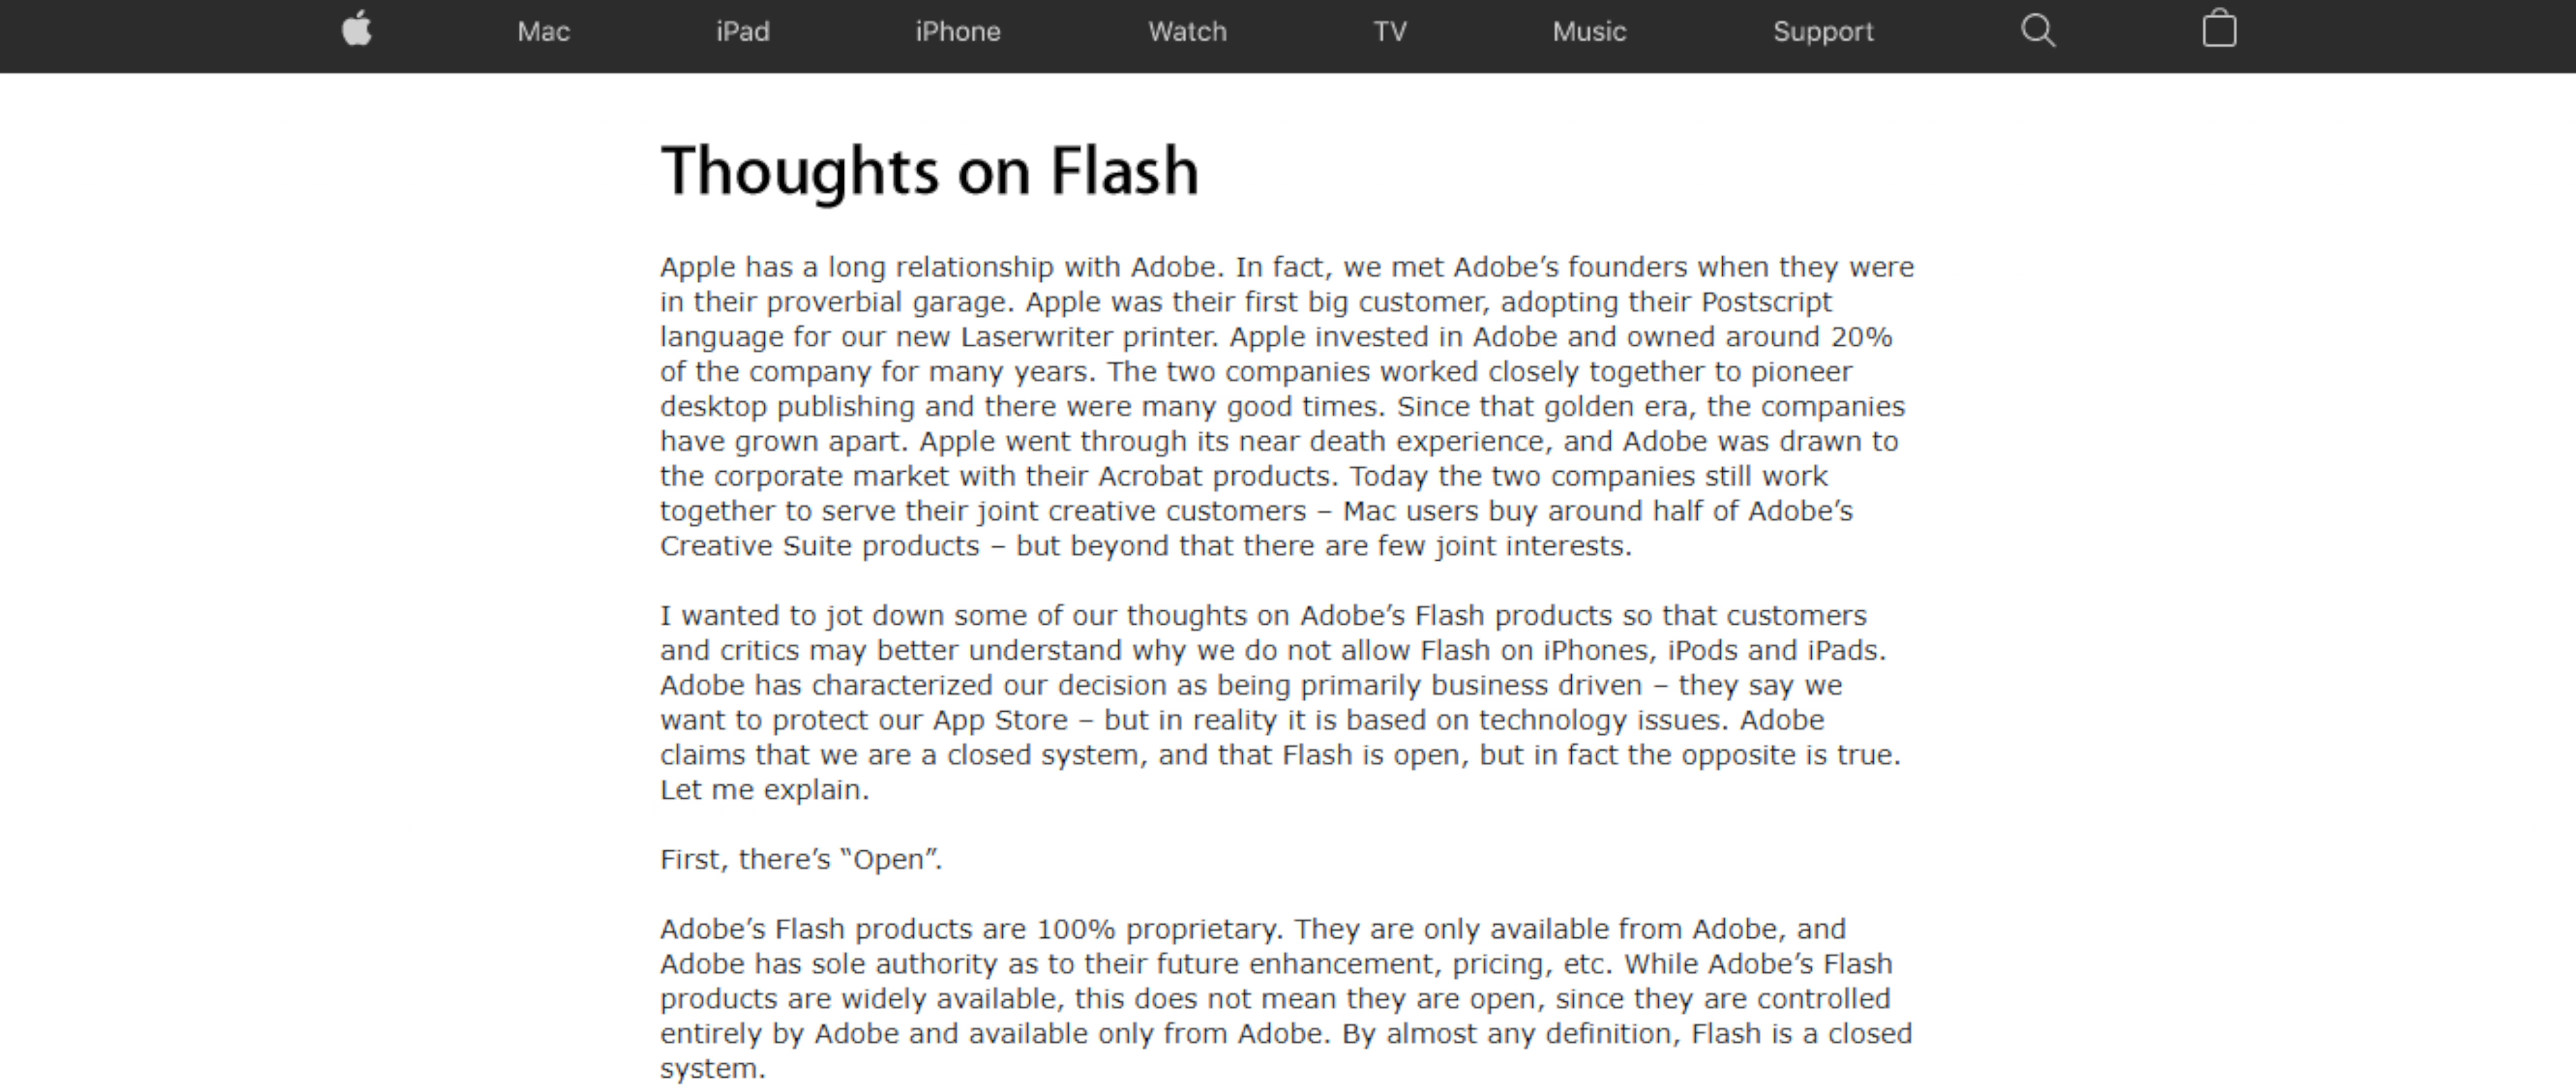 Mac iPad iPhone Watch TV Music Support
Thoughts on Flash
Apple has a long relationship with Adobe. In fact, we met Adobe’s founders when they were
in their proverbial garage. Apple was their first big customer, adopting their Postscript
language for our new Laserwriter printer. Apple invested in Adobe and owned around 20%
of the company for many years. The two companies worked closely together to pioneer
desktop publishing and there were many good times. Since that golden era, the companies
have grown apart. Apple went through its near death experience, and Adobe was drawn to
the corporate market with their Acrobat products. Today the two companies still work
together to serve their joint creative customers – Mac users buy around half of Adobe’s
Creative Suite products – but beyond that there are few joint interests.
I wanted to jot down some of our thoughts on Adobe’s Flash products so that customers
and critics may better understand why we do not allow Flash on iPhones, iPods and iPads.
Adobe has characterized our decision as being primarily business driven – they say we
want to protect our App Store – but in reality it is based on technology issues. Adobe
claims that we are a closed system, and that Flash is open, but in fact the opposite is true.
Let me explain.
First, there’s “Open”.
Adobe’s Flash products are 100% proprietary. They are only available from Adobe, and
Adobe has sole authority as to their future enhancement, pricing, etc. While Adobe’s Flash
products are widely available, this does not mean they are open, since they are controlled
entirely by Adobe and available only from Adobe. By almost any definition, Flash is a closed
system.